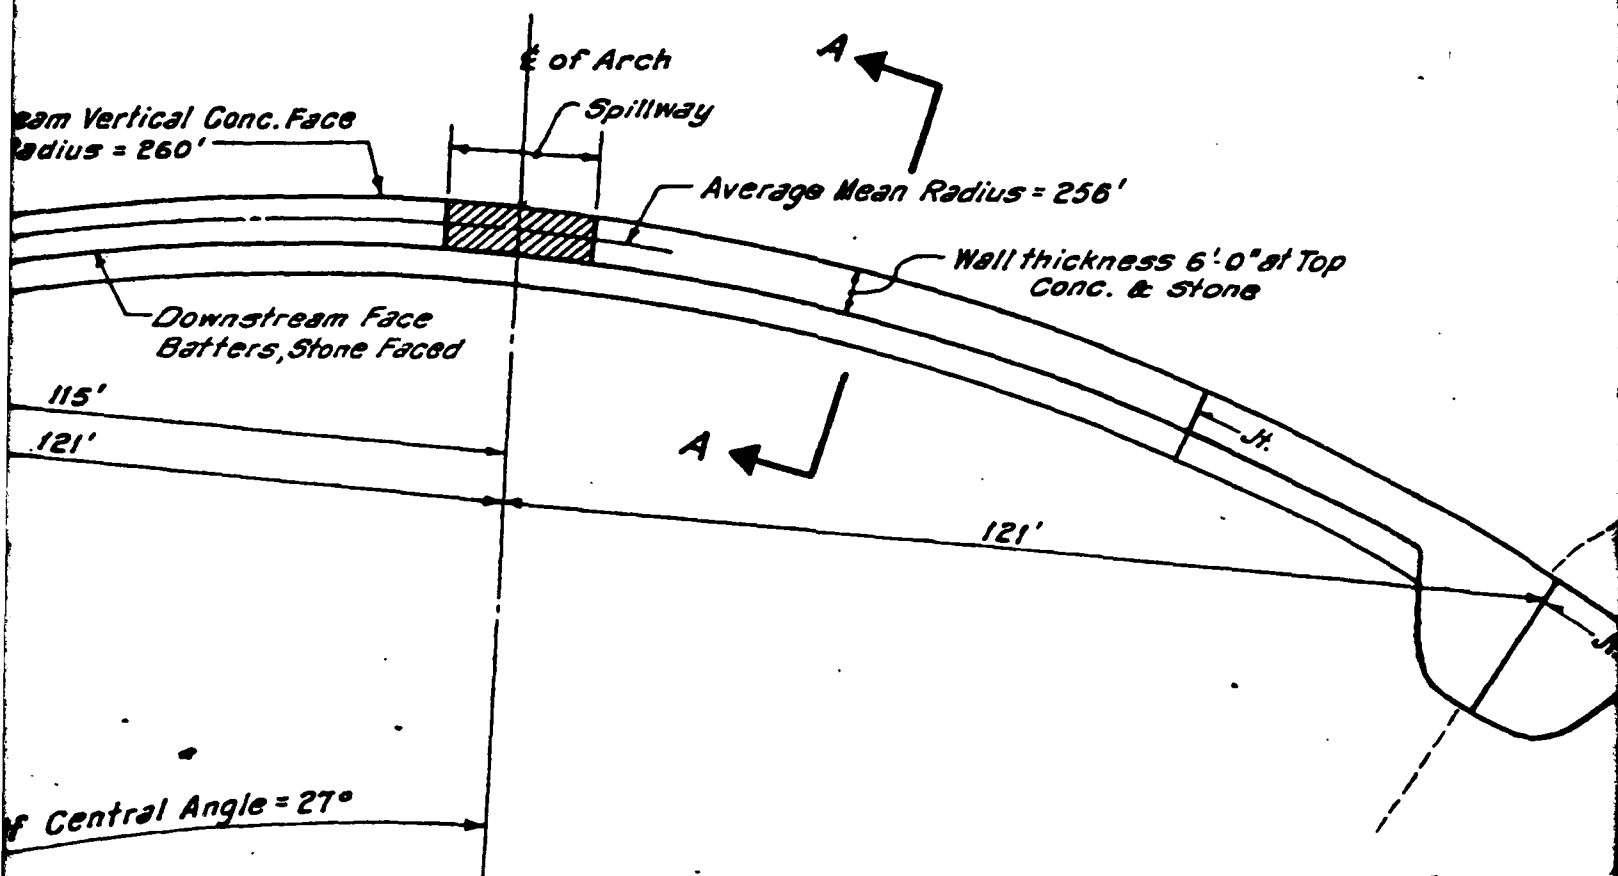 ℄ of Arch
A
Spillway
eam Vertical Conc. Face
adius = 260'
Average Mean Radius = 256'
Wall thickness 6'-0" at Top
Conc. & Stone
Downstream Face
Batters, Stone Faced
115'
121'
A
Jt.
121'
Jt.
f Central Angle = 27°